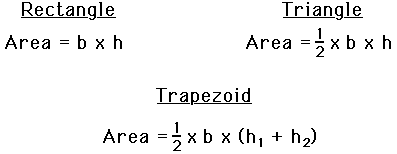 Rectangle
Area = b x h
Triangle
Area = 1/2 x b x h
Trapezoid
Area = 1/2 x b x (h₁ + h₂)